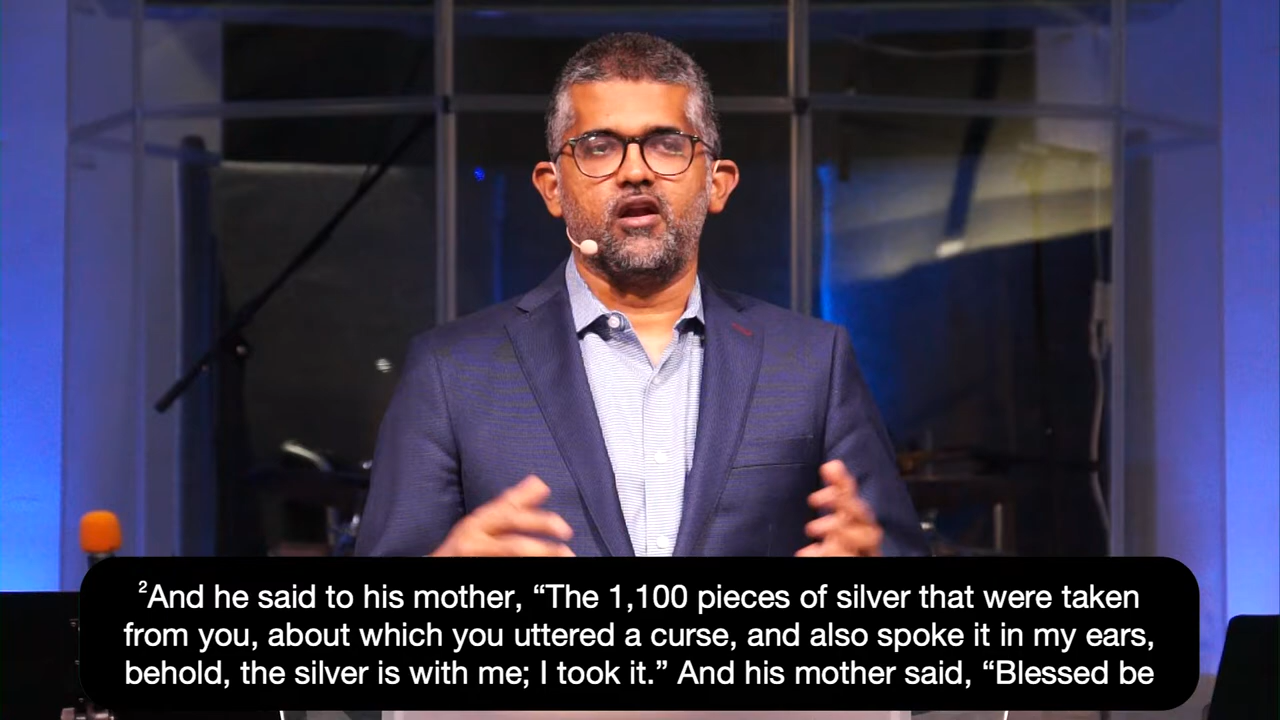 ²And he said to his mother, “The 1,100 pieces of silver that were taken
from you, about which you uttered a curse, and also spoke it in my ears,
behold, the silver is with me; I took it.” And his mother said, “Blessed be